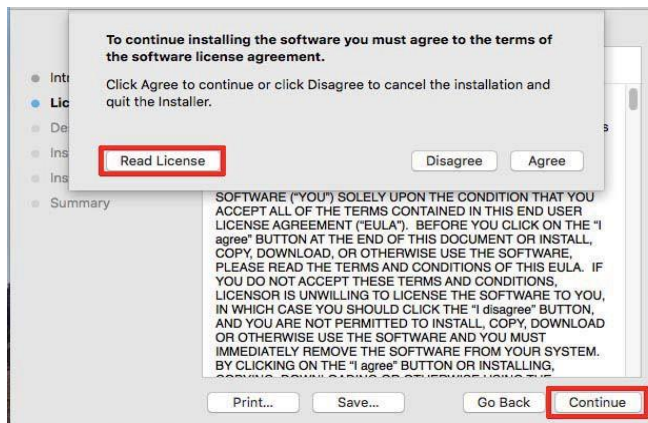 To continue installing the software you must agree to the terms of
the software license agreement.
Click Agree to continue or click Disagree to cancel the installation and
quit the Installer.
Read License
Disagree
Agree
Summary
SOFTWARE ("YOU") SOLELY UPON THE CONDITION THAT YOU
ACCEPT ALL OF THE TERMS CONTAINED IN THIS END USER
LICENSE AGREEMENT ("EULA"). BEFORE YOU CLICK ON THE "I
agree" BUTTON AT THE END OF THIS DOCUMENT OR INSTALL,
COPY, DOWNLOAD, OR OTHERWISE USE THE SOFTWARE,
PLEASE READ THE TERMS AND CONDITIONS OF THIS EULA. IF
YOU DO NOT ACCEPT THESE TERMS AND CONDITIONS,
LICENSOR IS UNWILLING TO LICENSE THE SOFTWARE TO YOU,
IN WHICH CASE YOU SHOULD CLICK THE "I disagree" BUTTON,
AND YOU ARE NOT PERMITTED TO INSTALL, COPY, DOWNLOAD
OR OTHERWISE USE THE SOFTWARE AND YOU MUST
IMMEDIATELY REMOVE THE SOFTWARE FROM YOUR SYSTEM.
BY CLICKING ON THE "I agree" BUTTON OR INSTALLING,
Print...
Save...
Go Back
Continue